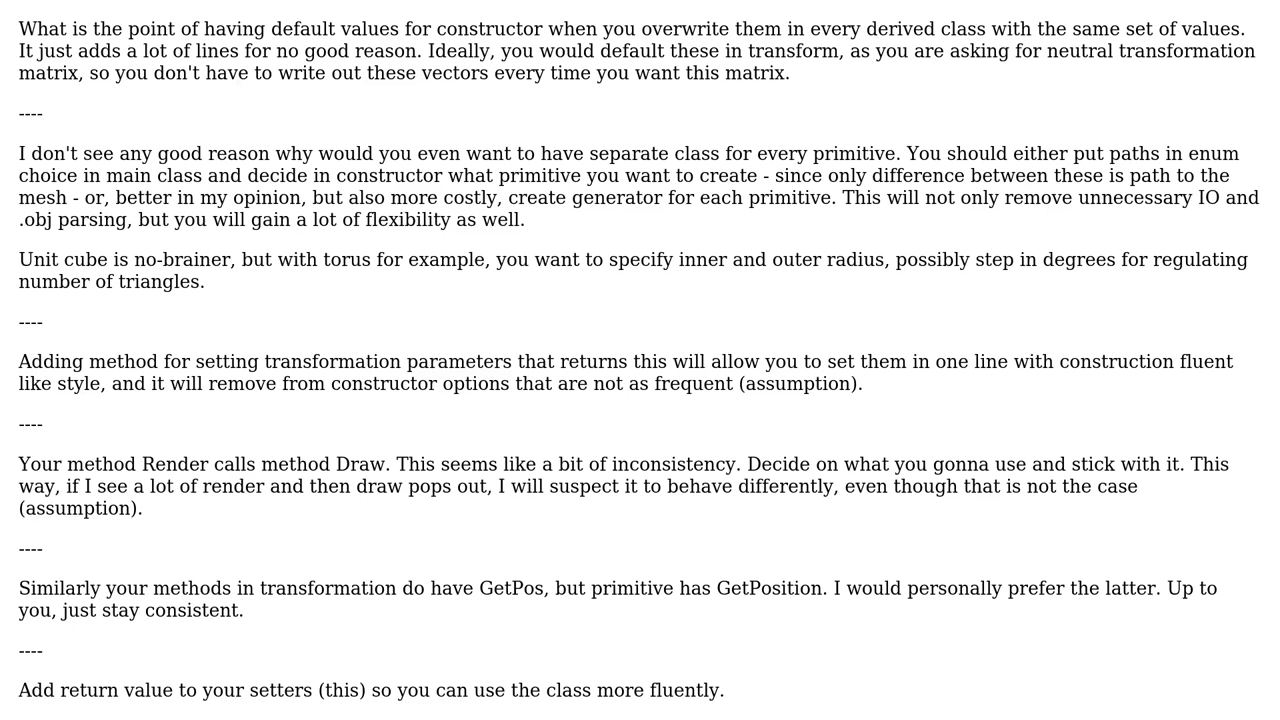 What is the point of having default values for constructor when you overwrite them in every derived class with the same set of values.
It just adds a lot of lines for no good reason. Ideally, you would default these in transform, as you are asking for neutral transformation
matrix, so you don't have to write out these vectors every time you want this matrix.
----
I don't see any good reason why would you even want to have separate class for every primitive. You should either put paths in enum
choice in main class and decide in constructor what primitive you want to create - since only difference between these is path to the
mesh - or, better in my opinion, but also more costly, create generator for each primitive. This will not only remove unnecessary IO and
.obj parsing, but you will gain a lot of flexibility as well.
Unit cube is no-brainer, but with torus for example, you want to specify inner and outer radius, possibly step in degrees for regulating
number of triangles.
----
Adding method for setting transformation parameters that returns this will allow you to set them in one line with construction fluent
like style, and it will remove from constructor options that are not as frequent (assumption).
----
Your method Render calls method Draw. This seems like a bit of inconsistency. Decide on what you gonna use and stick with it. This
way, if I see a lot of render and then draw pops out, I will suspect it to behave differently, even though that is not the case
(assumption).
----
Similarly your methods in transformation do have GetPos, but primitive has GetPosition. I would personally prefer the latter. Up to
you, just stay consistent.
----
Add return value to your setters (this) so you can use the class more fluently.